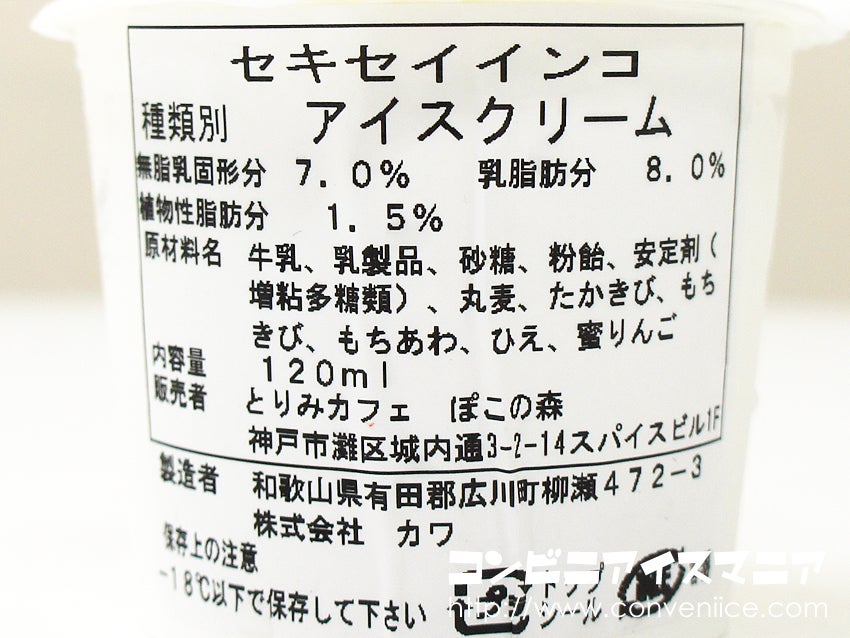 セキセイインコ
種類別 アイスクリーム
無脂乳固形分 7.0% 乳脂肪分 8.0%
植物性脂肪分 1.5%
原材料名 牛乳、乳製品、砂糖、粉飴、安定剤(
増粘多糖類)、丸麦、たかきび、もち
きび、もちあわ、ひえ、蜜りんご
内容量 120ml
販売者 とりみカフェ ぽこの森
神戸市灘区城内通3-2-14スパイスビル1F
製造者 和歌山県有田郡広川町柳瀬472-3
株式会社 カワ
保存上の注意
-18℃以下で保存して下さい
プラ トップ
シール
コンビニアイスマニア
http://www.conveniice.com